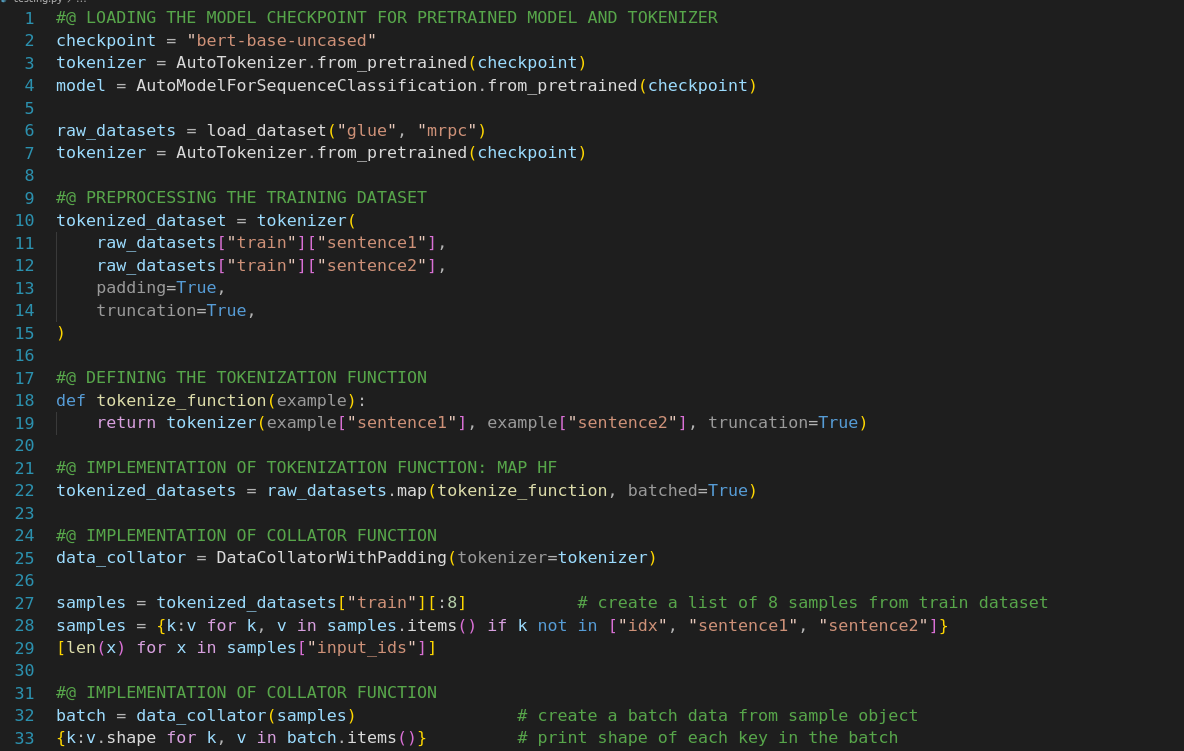 testing.py > ...
1 #@ LOADING THE MODEL CHECKPOINT FOR PRETRAINED MODEL AND TOKENIZER
2 checkpoint = "bert-base-uncased"
3 tokenizer = AutoTokenizer.from_pretrained(checkpoint)
4 model = AutoModelForSequenceClassification.from_pretrained(checkpoint)
5
6 raw_datasets = load_dataset("glue", "mrpc")
7 tokenizer = AutoTokenizer.from_pretrained(checkpoint)
8
9 #@ PREPROCESSING THE TRAINING DATASET
10 tokenized_dataset = tokenizer(
11     raw_datasets["train"]["sentence1"],
12     raw_datasets["train"]["sentence2"],
13     padding=True,
14     truncation=True,
15 )
16
17 #@ DEFINING THE TOKENIZATION FUNCTION
18 def tokenize_function(example):
19     return tokenizer(example["sentence1"], example["sentence2"], truncation=True)
20
21 #@ IMPLEMENTATION OF TOKENIZATION FUNCTION: MAP HF
22 tokenized_datasets = raw_datasets.map(tokenize_function, batched=True)
23
24 #@ IMPLEMENTATION OF COLLATOR FUNCTION
25 data_collator = DataCollatorWithPadding(tokenizer=tokenizer)
26
27 samples = tokenized_datasets["train"][:8]           # create a list of 8 samples from train dataset
28 samples = {k:v for k, v in samples.items() if k not in ["idx", "sentence1", "sentence2"]}
29 [len(x) for x in samples["input_ids"]]
30
31 #@ IMPLEMENTATION OF COLLATOR FUNCTION
32 batch = data_collator(samples)                # create a batch data from sample object
33 {k:v.shape for k, v in batch.items()}         # print shape of each key in the batch